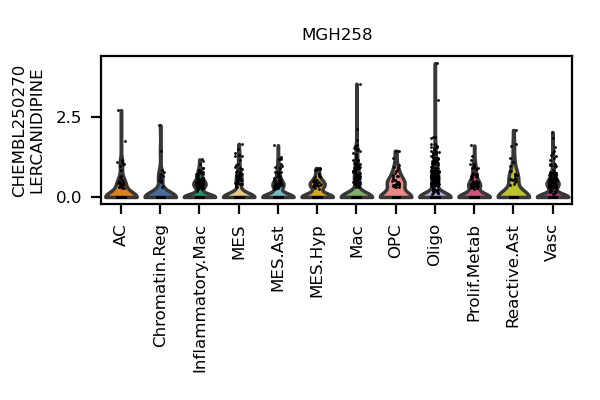 MGH258
CHEMBL250270
LERCANIDIPINE
2.5
0.0
AC
Chromatin.Reg
Inflammatory.Mac
MES
MES.Ast
MES.Hyp
Mac
OPC
Oligo
Prolif.Metab
Reactive.Ast
Vasc